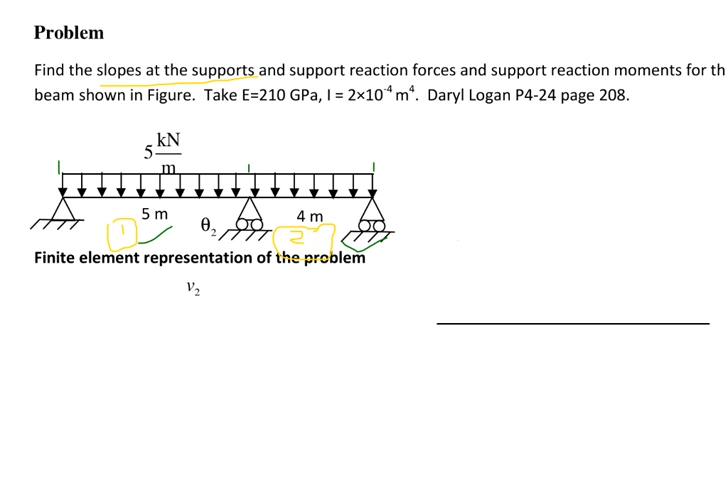 Problem
Find the slopes at the supports and support reaction forces and support reaction moments for th
beam shown in Figure. Take E=210 GPa, I = 2×10⁻⁴ m⁴. Daryl Logan P4-24 page 208.
5 kN/m
5 m
θ₂
4 m
1
2
Finite element representation of the problem
v₂